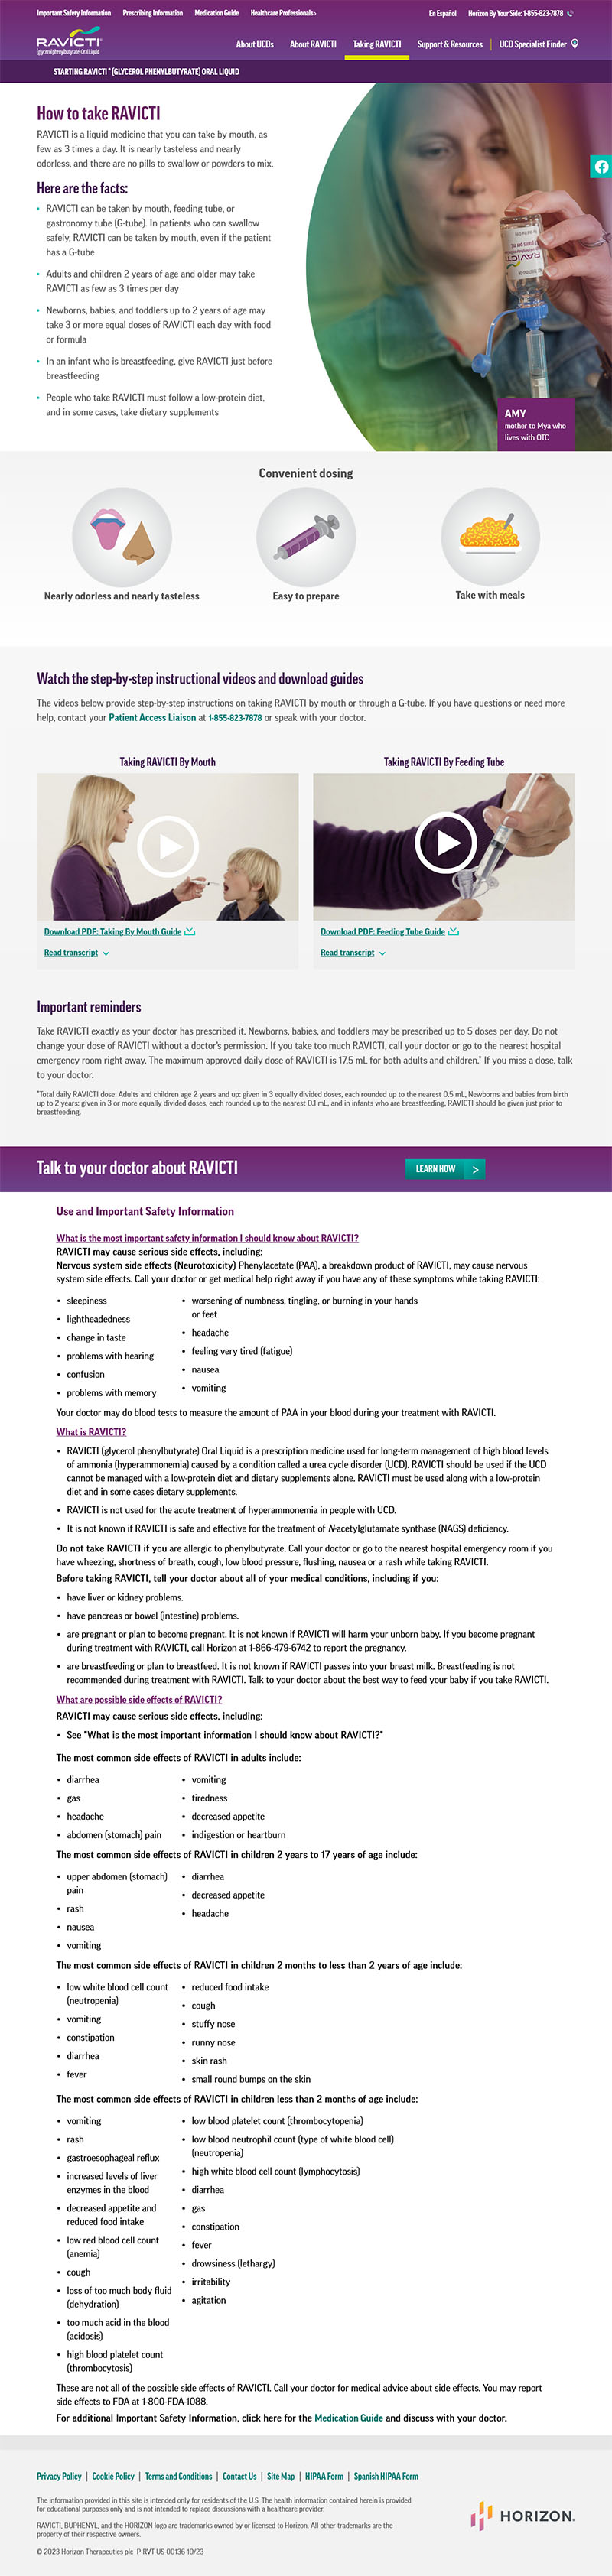 Important Safety Information Prescribing Information Medication Guide Healthcare Professionals ›
En Español Horizon By Your Side: 1-855-823-7878
RAVICTI®
(glycerol phenylbutyrate) Oral Liquid
About UCDs About RAVICTI Taking RAVICTI Support & Resources UCD Specialist Finder
STARTING RAVICTI® (GLYCEROL PHENYLBUTYRATE) ORAL LIQUID
How to take RAVICTI
RAVICTI is a liquid medicine that you can take by mouth, as
few as 3 times a day. It is nearly tasteless and nearly
odorless, and there are no pills to swallow or powders to mix.
Here are the facts:
• RAVICTI can be taken by mouth, feeding tube, or
gastronomy tube (G-tube). In patients who can swallow
safely, RAVICTI can be taken by mouth, even if the patient
has a G-tube
• Adults and children 2 years of age and older may take
RAVICTI as few as 3 times per day
• Newborns, babies, and toddlers up to 2 years of age may
take 3 or more equal doses of RAVICTI each day with food
or formula
• In an infant who is breastfeeding, give RAVICTI just before
breastfeeding
• People who take RAVICTI must follow a low-protein diet,
and in some cases, take dietary supplements
RAVICTI
AMY
mother to Mya who
lives with OTC
Convenient dosing
Nearly odorless and nearly tasteless
Easy to prepare
Take with meals
Watch the step-by-step instructional videos and download guides
The videos below provide step-by-step instructions on taking RAVICTI by mouth or through a G-tube. If you have questions or need more
help, contact your Patient Access Liaison at 1-855-823-7878 or speak with your doctor.
Taking RAVICTI By Mouth
Download PDF: Taking By Mouth Guide
Read transcript
Taking RAVICTI By Feeding Tube
Download PDF: Feeding Tube Guide
Read transcript
Important reminders
Take RAVICTI exactly as your doctor has prescribed it. Newborns, babies, and toddlers may be prescribed up to 5 doses per day. Do not
change your dose of RAVICTI without a doctor's permission. If you take too much RAVICTI, call your doctor or go to the nearest hospital
emergency room right away. The maximum approved daily dose of RAVICTI is 17.5 mL for both adults and children.* If you miss a dose, talk
to your doctor.
*Total daily RAVICTI dose: Adults and children age 2 years and up: given in 3 equally divided doses, each rounded up to the nearest 0.5 mL, Newborns and babies from birth
up to 2 years: given in 3 or more equally divided doses, each rounded up to the nearest 0.1 mL, and in infants who are breastfeeding, RAVICTI should be given just prior to
breastfeeding.
Talk to your doctor about RAVICTI
LEARN HOW >
Use and Important Safety Information
What is the most important safety information I should know about RAVICTI?
RAVICTI may cause serious side effects, including:
Nervous system side effects (Neurotoxicity) Phenylacetate (PAA), a breakdown product of RAVICTI, may cause nervous
system side effects. Call your doctor or get medical help right away if you have any of these symptoms while taking RAVICTI:
• sleepiness
• lightheadedness
• change in taste
• problems with hearing
• confusion
• problems with memory
• worsening of numbness, tingling, or burning in your hands
or feet
• headache
• feeling very tired (fatigue)
• nausea
• vomiting
Your doctor may do blood tests to measure the amount of PAA in your blood during your treatment with RAVICTI.
What is RAVICTI?
• RAVICTI (glycerol phenylbutyrate) Oral Liquid is a prescription medicine used for long-term management of high blood levels
of ammonia (hyperammonemia) caused by a condition called a urea cycle disorder (UCD). RAVICTI should be used if the UCD
cannot be managed with a low-protein diet and dietary supplements alone. RAVICTI must be used along with a low-protein
diet and in some cases dietary supplements.
• RAVICTI is not used for the acute treatment of hyperammonemia in people with UCD.
• It is not known if RAVICTI is safe and effective for the treatment of N-acetylglutamate synthase (NAGS) deficiency.
Do not take RAVICTI if you are allergic to phenylbutyrate. Call your doctor or go to the nearest hospital emergency room if you
have wheezing, shortness of breath, cough, low blood pressure, flushing, nausea or a rash while taking RAVICTI.
Before taking RAVICTI, tell your doctor about all of your medical conditions, including if you:
• have liver or kidney problems.
• have pancreas or bowel (intestine) problems.
• are pregnant or plan to become pregnant. It is not known if RAVICTI will harm your unborn baby. If you become pregnant
during treatment with RAVICTI, call Horizon at 1-866-479-6742 to report the pregnancy.
• are breastfeeding or plan to breastfeed. It is not known if RAVICTI passes into your breast milk. Breastfeeding is not
recommended during treatment with RAVICTI. Talk to your doctor about the best way to feed your baby if you take RAVICTI.
What are possible side effects of RAVICTI?
RAVICTI may cause serious side effects, including:
• See "What is the most important information I should know about RAVICTI?"
The most common side effects of RAVICTI in adults include:
• diarrhea
• gas
• headache
• abdomen (stomach) pain
• vomiting
• tiredness
• decreased appetite
• indigestion or heartburn
The most common side effects of RAVICTI in children 2 years to 17 years of age include:
• upper abdomen (stomach)
pain
• rash
• nausea
• vomiting
• diarrhea
• decreased appetite
• headache
The most common side effects of RAVICTI in children 2 months to less than 2 years of age include:
• low white blood cell count
(neutropenia)
• vomiting
• constipation
• diarrhea
• fever
• reduced food intake
• cough
• stuffy nose
• runny nose
• skin rash
• small round bumps on the skin
The most common side effects of RAVICTI in children less than 2 months of age include:
• vomiting
• rash
• gastroesophageal reflux
• increased levels of liver
enzymes in the blood
• decreased appetite and
reduced food intake
• low red blood cell count
(anemia)
• cough
• loss of too much body fluid
(dehydration)
• too much acid in the blood
(acidosis)
• high blood platelet count
(thrombocytosis)
• low blood platelet count (thrombocytopenia)
• low blood neutrophil count (type of white blood cell)
(neutropenia)
• high white blood cell count (lymphocytosis)
• diarrhea
• gas
• constipation
• fever
• drowsiness (lethargy)
• irritability
• agitation
These are not all of the possible side effects of RAVICTI. Call your doctor for medical advice about side effects. You may report
side effects to FDA at 1-800-FDA-1088.
For additional Important Safety Information, click here for the Medication Guide and discuss with your doctor.
Privacy Policy | Cookie Policy | Terms and Conditions | Contact Us | Site Map | HIPAA Form | Spanish HIPAA Form
The information provided in this site is intended only for residents of the U.S. The health information contained herein is provided
for educational purposes only and is not intended to replace discussions with a healthcare provider.
RAVICTI, BUPHENYL, and the HORIZON logo are trademarks owned by or licensed to Horizon. All other trademarks are the
property of their respective owners.
© 2023 Horizon Therapeutics plc P-RVT-US-00136 10/23
HORIZON.